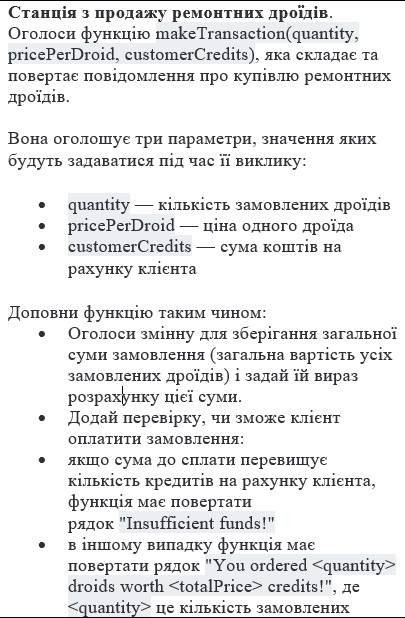 Станція з продажу ремонтних дроїдів.
Оголоси функцію makeTransaction(quantity,
pricePerDroid, customerCredits), яка складає та
повертає повідомлення про купівлю ремонтних
дроїдів.
Вона оголошує три параметри, значення яких
будуть задаватися під час її виклику:
• quantity — кількість замовлених дроїдів
• pricePerDroid — ціна одного дроїда
• customerCredits — сума коштів на
рахунку клієнта
Доповни функцію таким чином:
• Оголоси змінну для зберігання загальної
суми замовлення (загальна вартість усіх
замовлених дроїдів) і задай їй вираз
розрахунку цієї суми.
• Додай перевірку, чи зможе клієнт
оплатити замовлення:
• якщо сума до сплати перевищує
кількість кредитів на рахунку клієнта,
функція має повертати
рядок "Insufficient funds!"
• в іншому випадку функція має
повертати рядок "You ordered <quantity>
droids worth <totalPrice> credits!", де
<quantity> це кількість замовлених